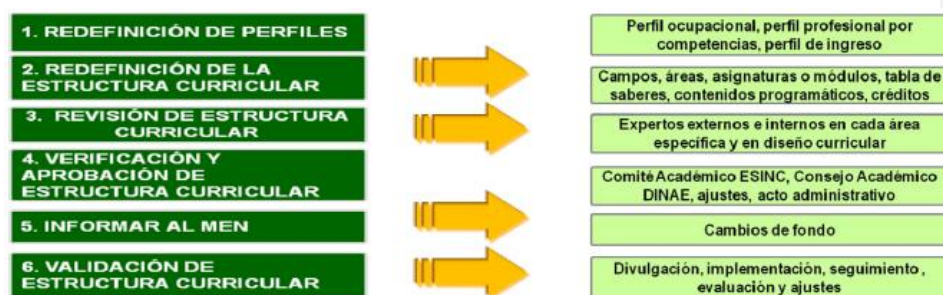 1. REDEFINICIÓN DE PERFILES
Perfil ocupacional, perfil profesional por
competencias, perfil de ingreso
2. REDEFINICIÓN DE LA
ESTRUCTURA CURRICULAR
Campos, áreas, asignaturas o módulos, tabla de
saberes, contenidos programáticos, créditos
3. REVISIÓN DE ESTRUCTURA
CURRICULAR
Expertos externos e internos en cada área
específica y en diseño curricular
4. VERIFICACIÓN Y
APROBACIÓN DE
ESTRUCTURA CURRICULAR
Comité Académico ESINC, Consejo Académico
DINAE, ajustes, acto administrativo
5. INFORMAR AL MEN
Cambios de fondo
6. VALIDACIÓN DE
ESTRUCTURA CURRICULAR
Divulgación, implementación, seguimiento,
evaluación y ajustes